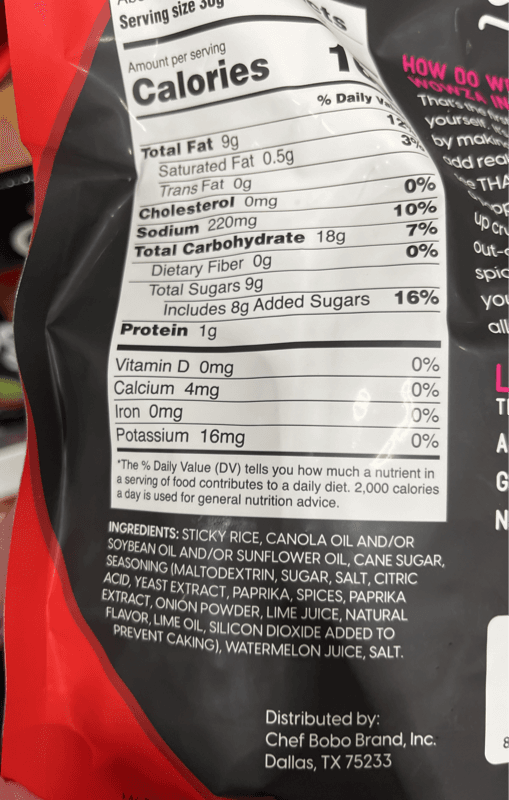 Serving size 30g
Amount per serving
Calories
% Daily
Total Fat 9g
Saturated Fat 0.5g 3%
Trans Fat 0g
Cholesterol 0mg 0%
Sodium 220mg 10%
Total Carbohydrate 18g 7%
Dietary Fiber 0g 0%
Total Sugars 9g
Includes 8g Added Sugars 16%
Protein 1g
Vitamin D 0mg 0%
Calcium 4mg 0%
Iron 0mg 0%
Potassium 16mg 0%
*The % Daily Value (DV) tells you how much a nutrient in
a serving of food contributes to a daily diet. 2,000 calories
a day is used for general nutrition advice.
INGREDIENTS: STICKY RICE, CANOLA OIL AND/OR
SOYBEAN OIL AND/OR SUNFLOWER OIL, CANE SUGAR,
SEASONING (MALTODEXTRIN, SUGAR, SALT, CITRIC
ACID, YEAST EXTRACT, PAPRIKA, SPICES, PAPRIKA
EXTRACT, ONION POWDER, LIME JUICE, NATURAL
FLAVOR, LIME OIL, SILICON DIOXIDE ADDED TO
PREVENT CAKING), WATERMELON JUICE, SALT.
Distributed by:
Chef Bobo Brand, Inc.
Dallas, TX 75233
HOW DO
WOWZA
That's the
yourself.
by
add
up